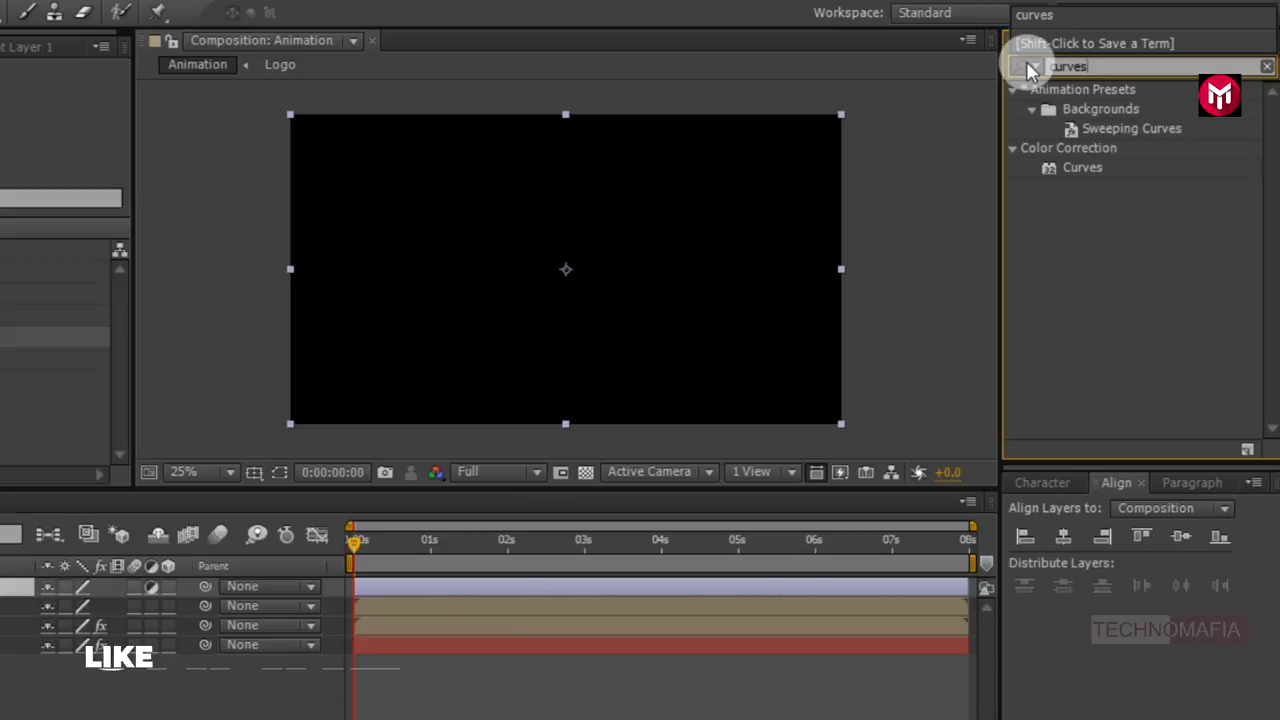 Workspace: Standard
curves
[Shift-Click to Save a Term]
curves
nt Layer 1
Composition: Animation
Animation Logo
* Animation Presets
Backgrounds
Sweeping Curves
Color Correction
Curves
25%
0:00:00:00
Full
Active Camera
1 View
+0.0
Character
Align
Paragraph
Align Layers to: Composition
Distribute Layers:
01s 02s 03s 04s 05s 06s 07s 08s
Parent
None
None
None
None
LIKE
TECHNOMAFIA